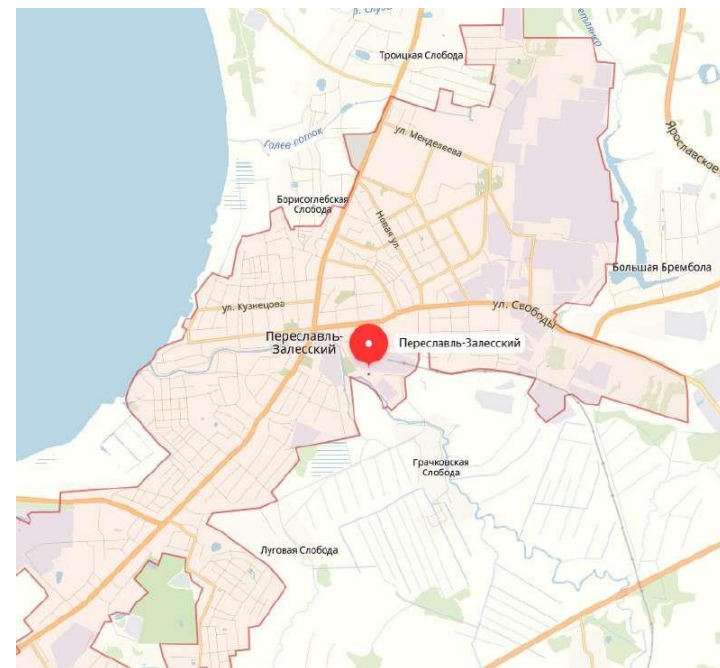 Троицкая Слобода
ул. Менделеева
Голев поток
Ярославское
Борисоглебская
Слобода
Новая ул.
Большая Брембола
ул. Кузнецова
ул. Свободы
Переславль-
Залесский
Переславль-Залесский
Грачковская
Слобода
Луговая Слобода